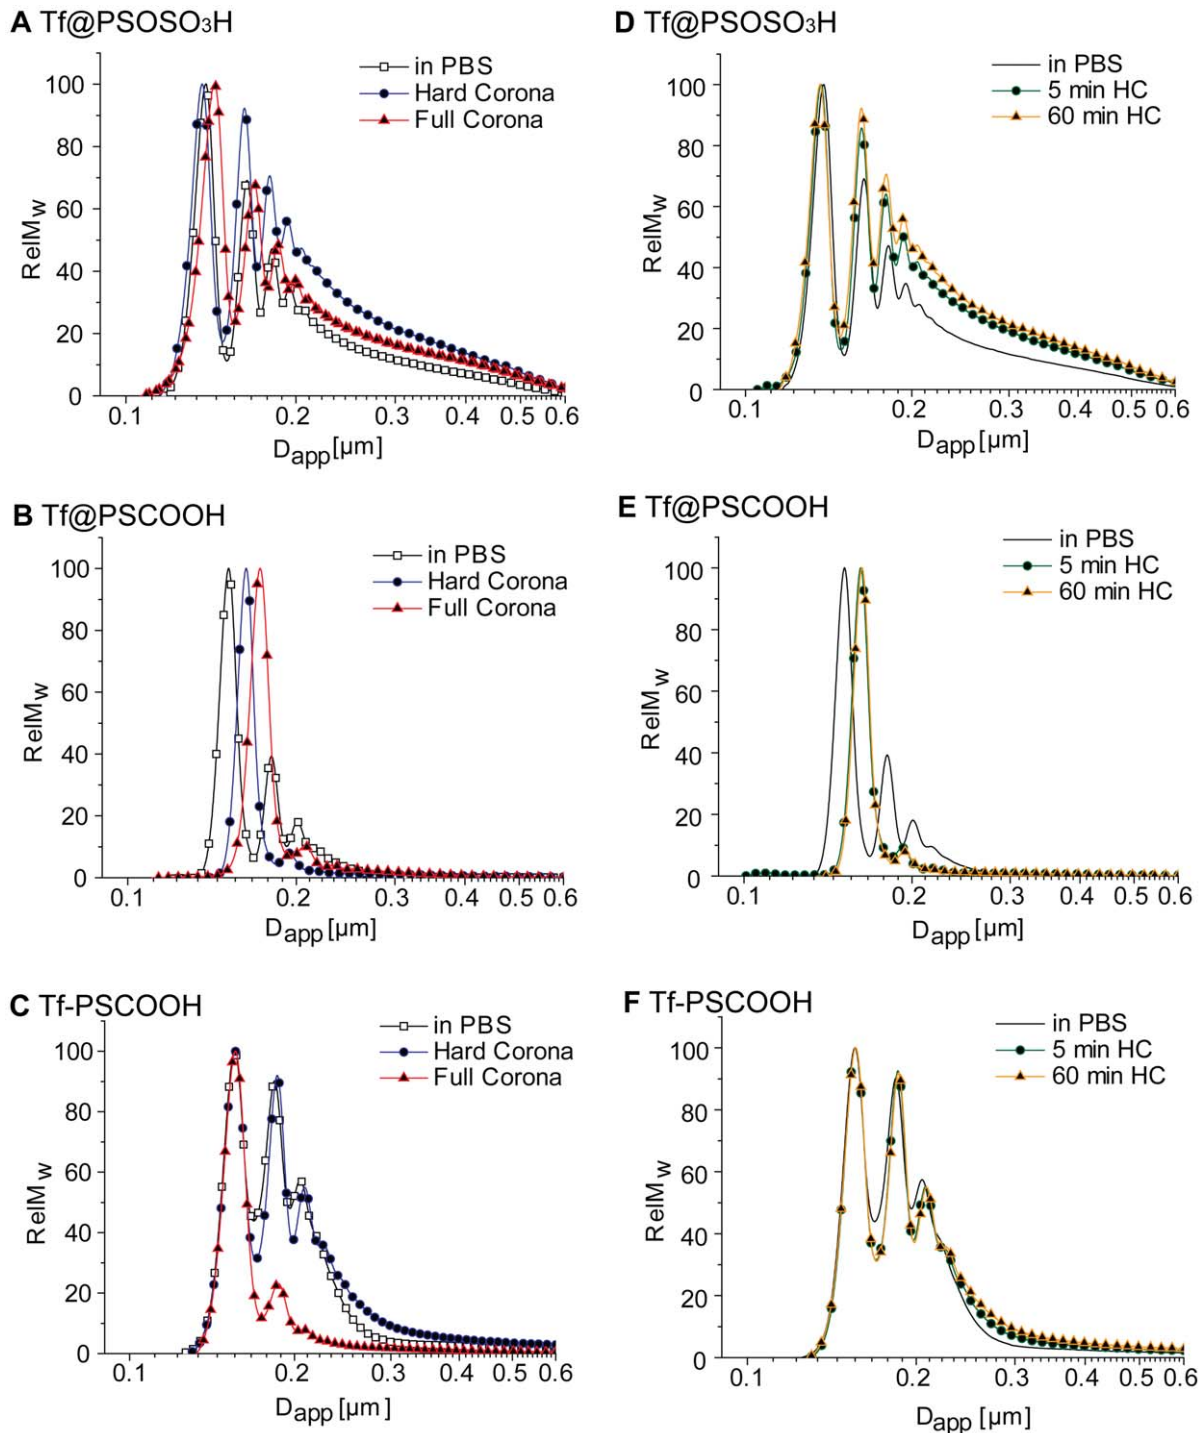 A Tf@PSOSO₃H
in PBS
Hard Corona
Full Corona
100
80
60
40
20
0
RelMw
0.1 0.2 0.3 0.4 0.5 0.6
Dapp [µm]
D Tf@PSOSO₃H
in PBS
5 min HC
60 min HC
100
80
60
40
20
0
RelMw
0.1 0.2 0.3 0.4 0.5 0.6
Dapp [µm]
B Tf@PSCOOH
in PBS
Hard Corona
Full Corona
100
80
60
40
20
0
RelMw
0.1 0.2 0.3 0.4 0.5 0.6
Dapp [µm]
E Tf@PSCOOH
in PBS
5 min HC
60 min HC
100
80
60
40
20
0
RelMw
0.1 0.2 0.3 0.4 0.5 0.6
Dapp [µm]
C Tf-PSCOOH
in PBS
Hard Corona
Full Corona
100
80
60
40
20
0
RelMw
0.1 0.2 0.3 0.4 0.5 0.6
Dapp [µm]
F Tf-PSCOOH
in PBS
5 min HC
60 min HC
100
80
60
40
20
0
RelMw
0.1 0.2 0.3 0.4 0.5 0.6
Dapp [µm]